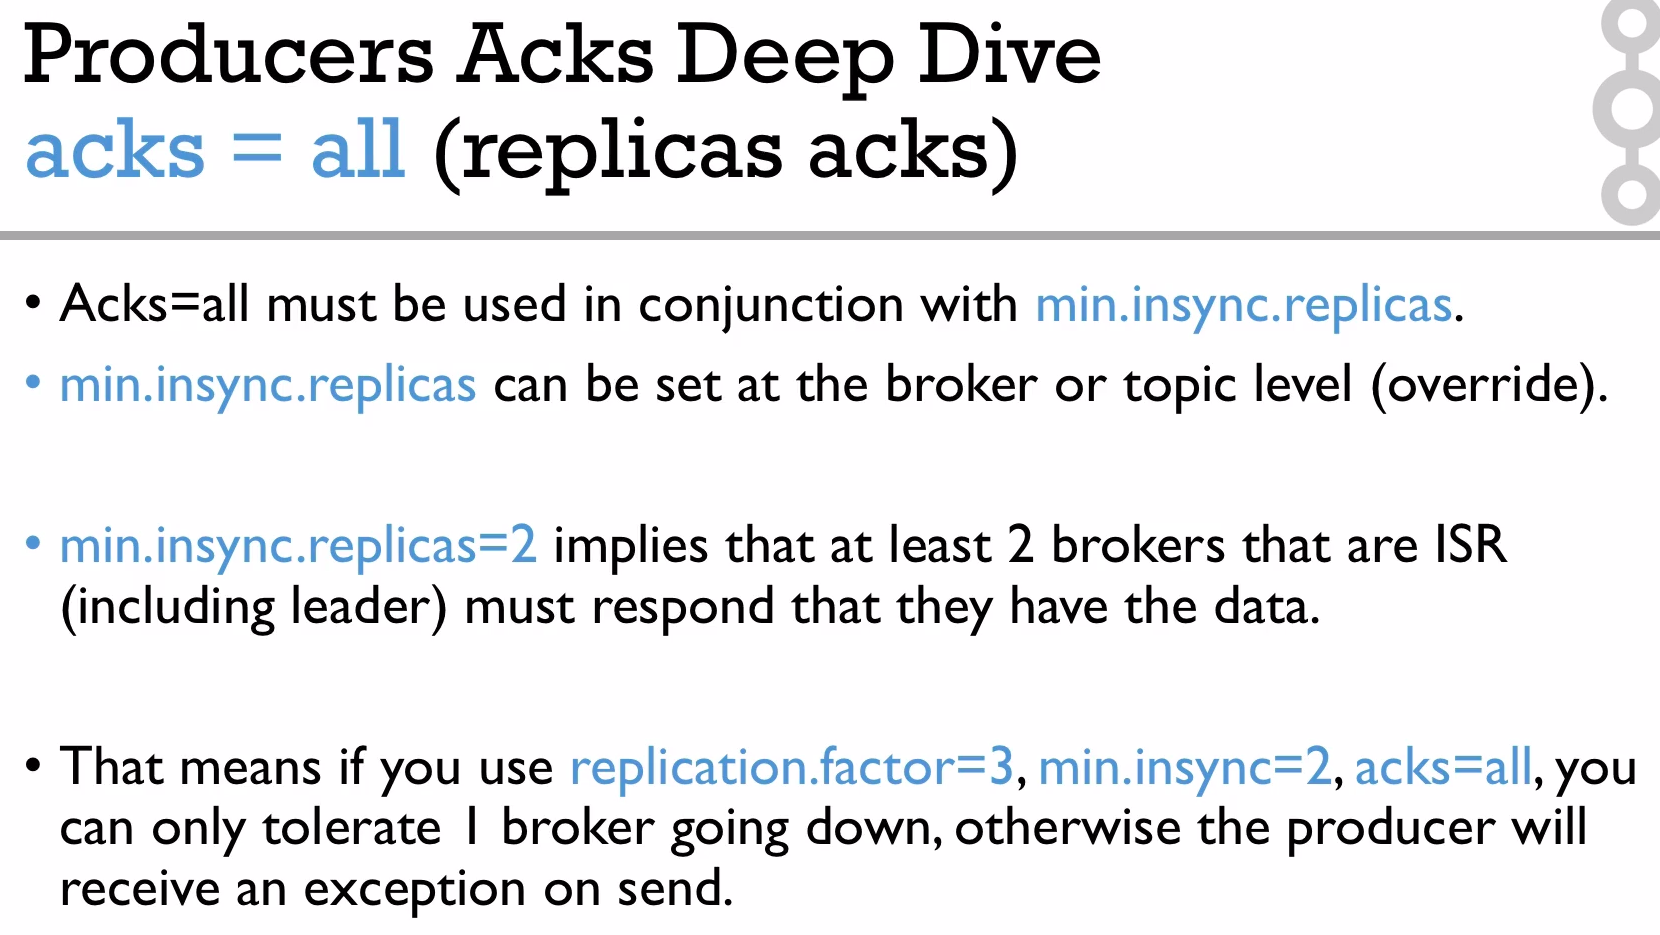 Producers Acks Deep Dive
acks = all (replicas acks)
• Acks=all must be used in conjunction with min.insync.replicas.
• min.insync.replicas can be set at the broker or topic level (override).
• min.insync.replicas=2 implies that at least 2 brokers that are ISR
(including leader) must respond that they have the data.
• That means if you use replication.factor=3, min.insync=2, acks=all, you
can only tolerate 1 broker going down, otherwise the producer will
receive an exception on send.